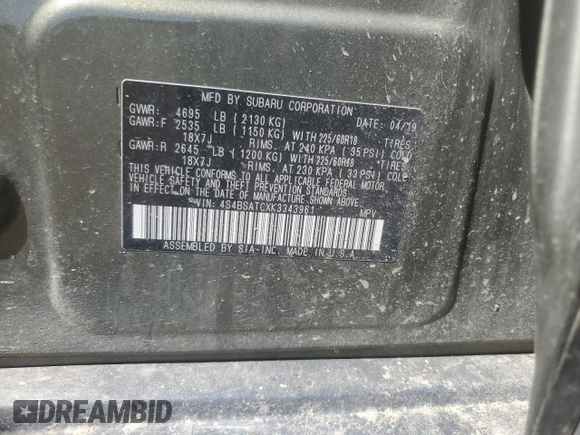 MFD BY SUBARU CORPORATION
GVWR: 4695 LB (2130 KG) DATE: 04/19
GAWR:F 2535 LB (1150 KG) WITH 225/60R18 TIRES
18X7J RIMS. AT 240 KPA (35 PSI) COLD
GAWR:R 2645 LB (1200 KG) WITH 225/60R18 TIRES
18X7J RIMS. AT 230 KPA (33 PSI) COLD
THIS VEHICLE CONFORMS TO ALL APPLICABLE FEDERAL MOTOR
VEHICLE SAFETY AND THEFT PREVENTION STANDARDS
IN EFFECT ON THE DATE OF MANUFACTURE SHOWN ABOVE.
VIN: 4S4BSATCXK3343961 MPV
ASSEMBLED BY SIA-INC. MADE IN U.S.A.
DREAMBID